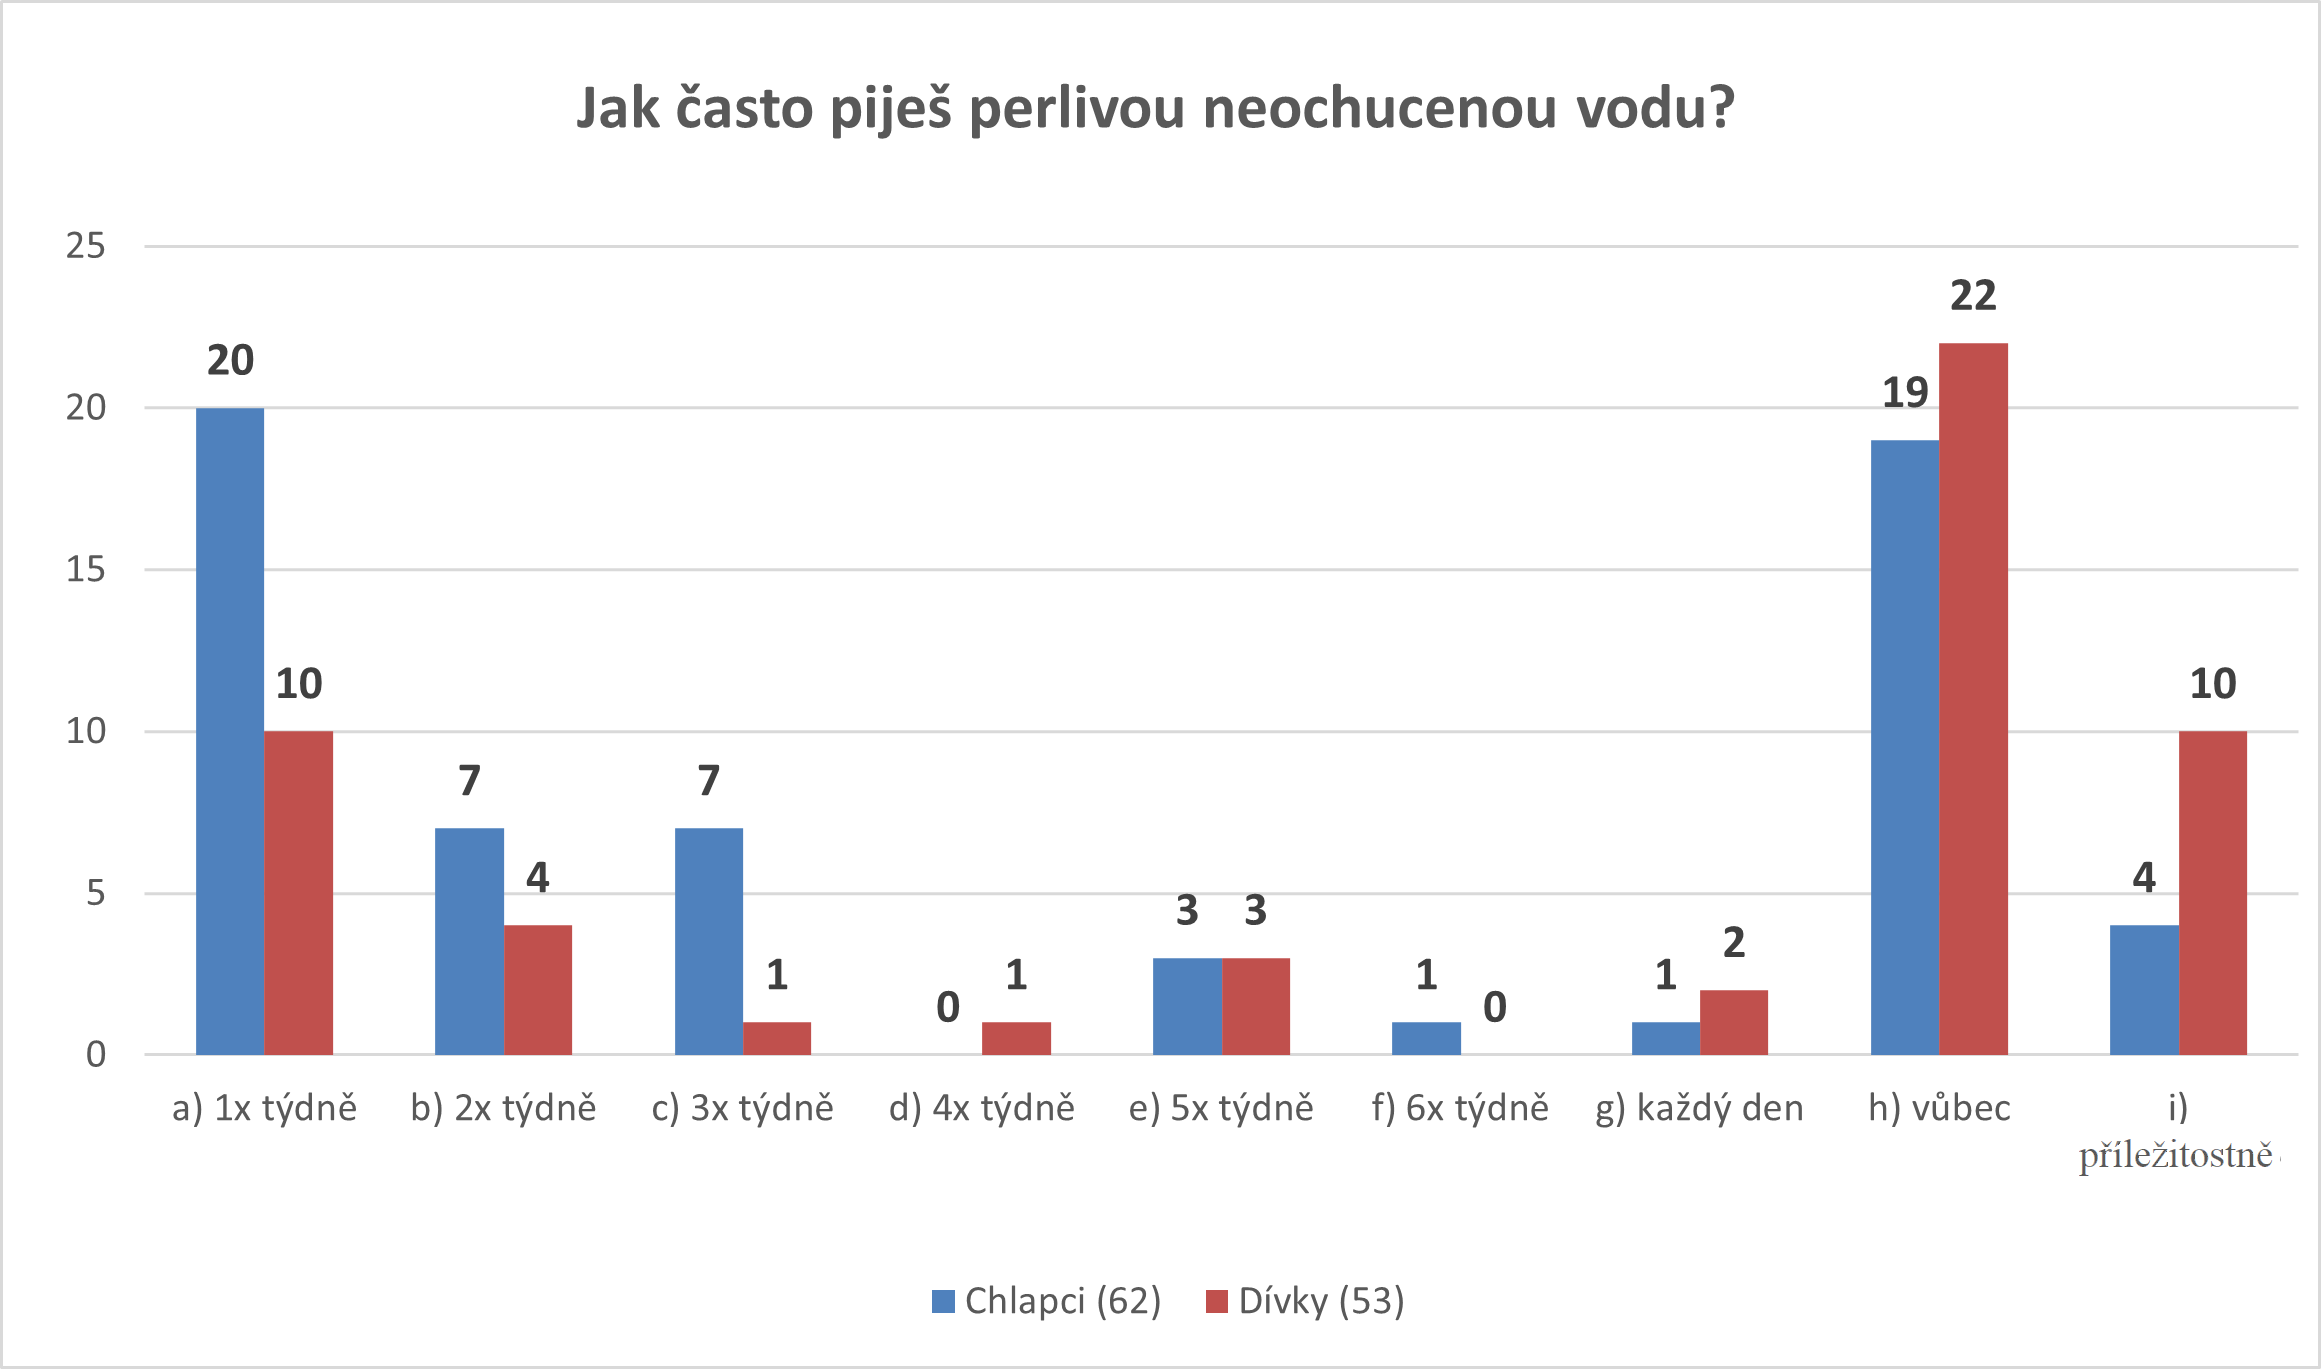 Jak často piješ perlivou neochucenou vodu?
25
20
15
10
5
0
20
10
7
4
7
1
0
1
3
3
1
0
1
2
19
22
4
10
a) 1x týdně
b) 2x týdně
c) 3x týdně
d) 4x týdně
e) 5x týdně
f) 6x týdně
g) každý den
h) vůbec
i)
příležitostně
Chlapci (62)
Dívky (53)